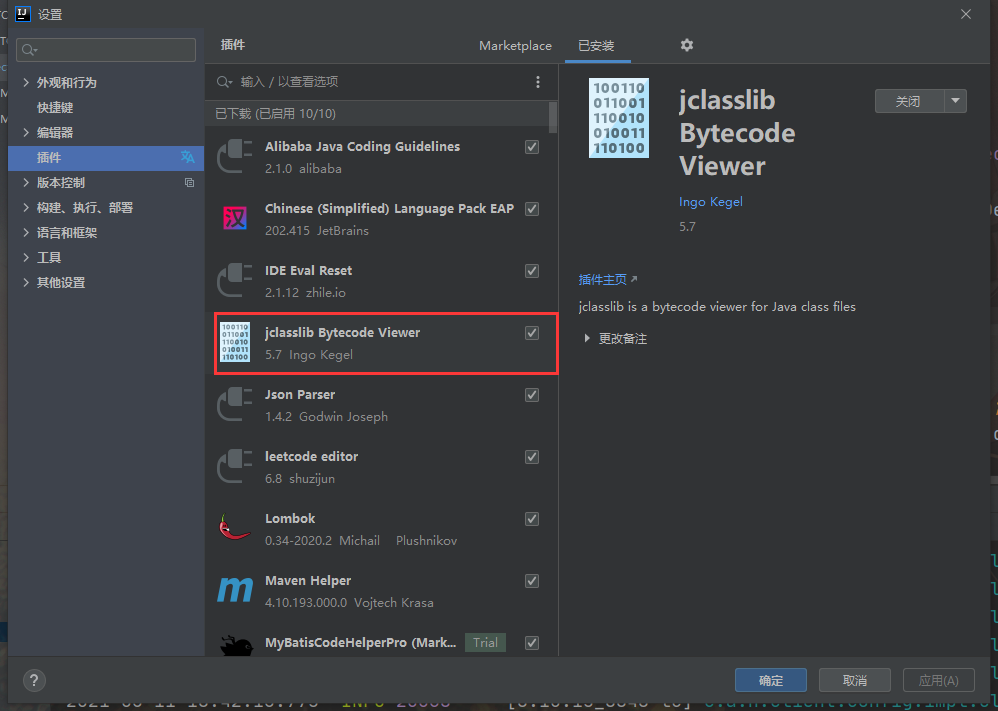 设置
插件
Marketplace
已安装
外观和行为
快捷键
编辑器
插件
版本控制
构建、执行、部署
语言和框架
工具
其他设置
输入 / 以查看选项
已下载 (已启用 10/10)
Alibaba Java Coding Guidelines
2.1.0 alibaba
Chinese (Simplified) Language Pack EAP
202.415 JetBrains
汉
IDE Eval Reset
2.1.12 zhile.io
jclasslib Bytecode Viewer
5.7 Ingo Kegel
Json Parser
1.4.2 Godwin Joseph
leetcode editor
6.8 shuzijun
Lombok
0.34-2020.2 Michail Plushnikov
m
Maven Helper
4.10.193.000.0 Vojtech Krasa
MyBatisCodeHelperPro (Mark... Trial
100110
011001
110010
010011
110100
jclasslib
Bytecode
Viewer
关闭
Ingo Kegel
5.7
插件主页
jclasslib is a bytecode viewer for Java class files
更改备注
?
确定
取消
应用(A)